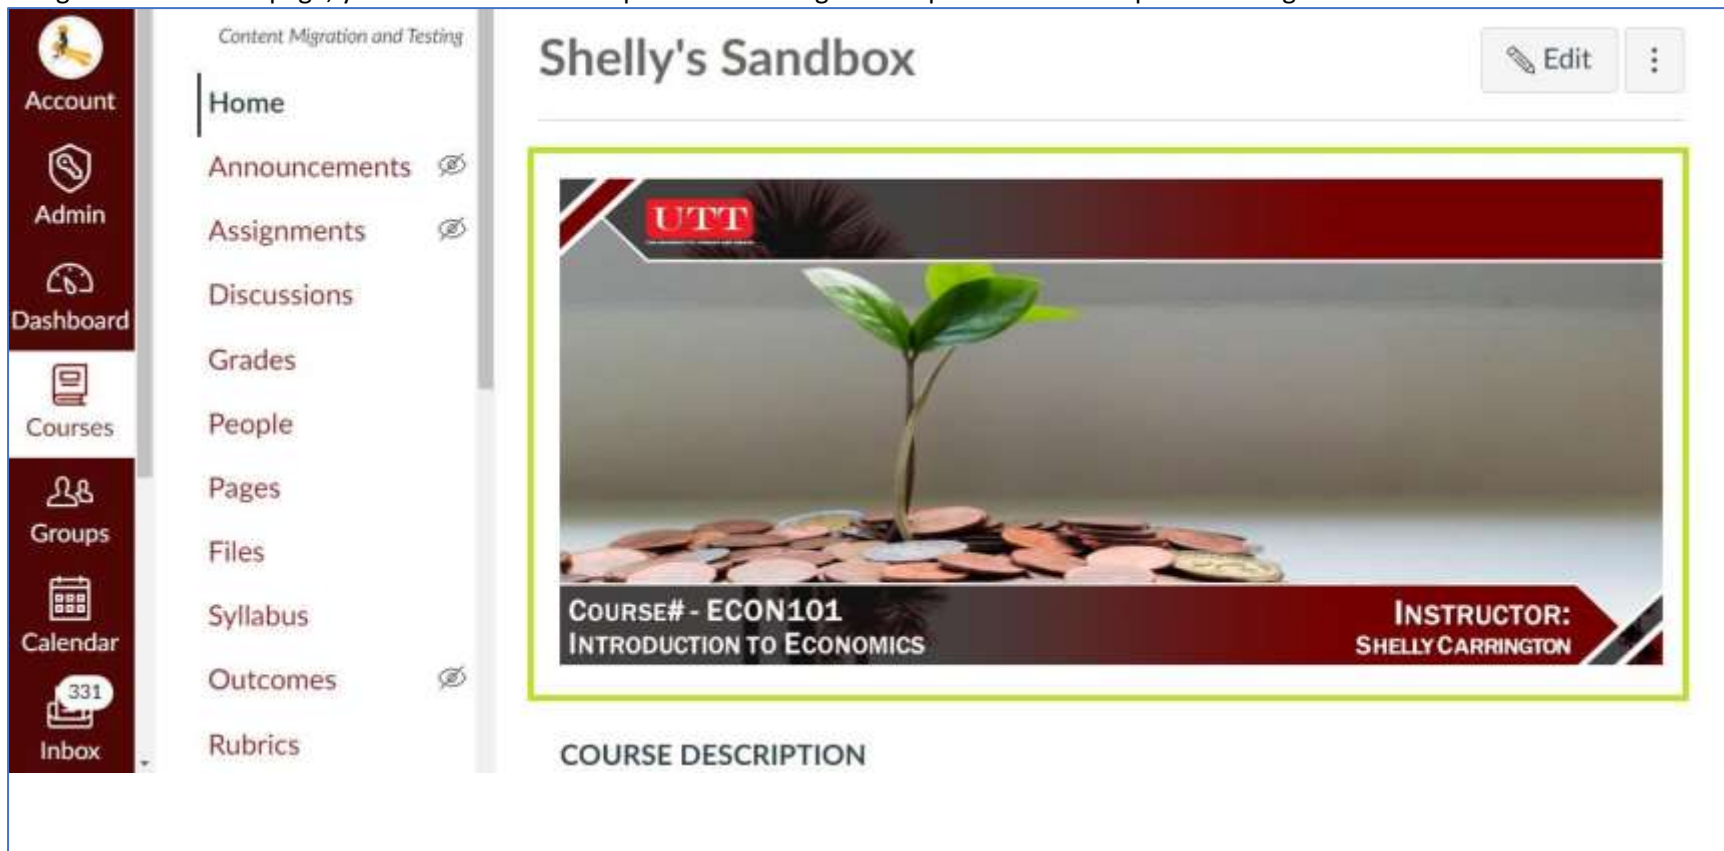 Content Migration and Testing
Shelly's Sandbox
Edit
Account
Home
Announcements
Admin
Assignments
UTT
Dashboard
Discussions
Grades
Courses
People
Groups
Pages
Files
Calendar
Syllabus
COURSE# - ECON101
INTRODUCTION TO ECONOMICS
INSTRUCTOR:
SHELLY CARRINGTON
331
Inbox
Outcomes
Rubrics
COURSE DESCRIPTION